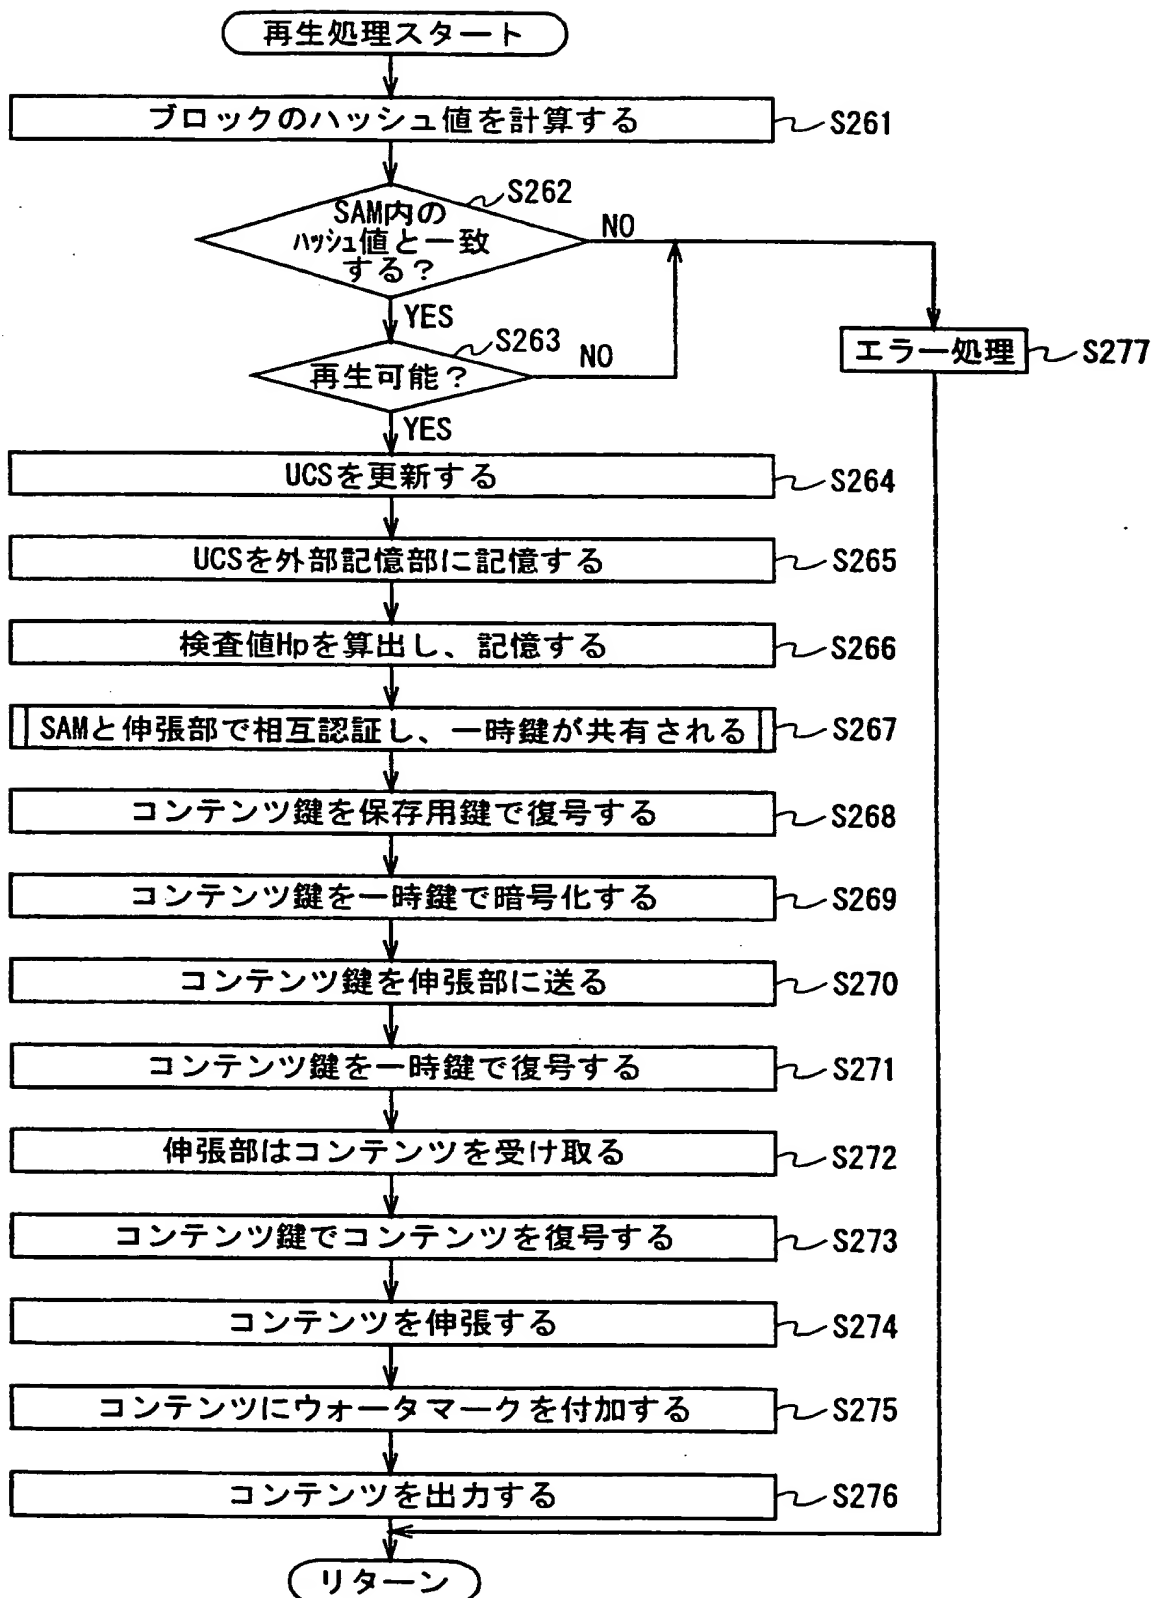 再生処理スタート
ブロックのハッシュ値を計算する
S261
S262
SAM内の
ハッシュ値と一致
する?
NO
YES
S263
再生可能?
NO
エラー処理
S277
YES
UCSを更新する
S264
UCSを外部記憶部に記憶する
S265
検査値Hpを算出し、記憶する
S266
SAMと伸張部で相互認証し、一時鍵が共有される
S267
コンテンツ鍵を保存用鍵で復号する
S268
コンテンツ鍵を一時鍵で暗号化する
S269
コンテンツ鍵を伸張部に送る
S270
コンテンツ鍵を一時鍵で復号する
S271
伸張部はコンテンツを受け取る
S272
コンテンツ鍵でコンテンツを復号する
S273
コンテンツを伸張する
S274
コンテンツにウォータマークを付加する
S275
コンテンツを出力する
S276
リターン